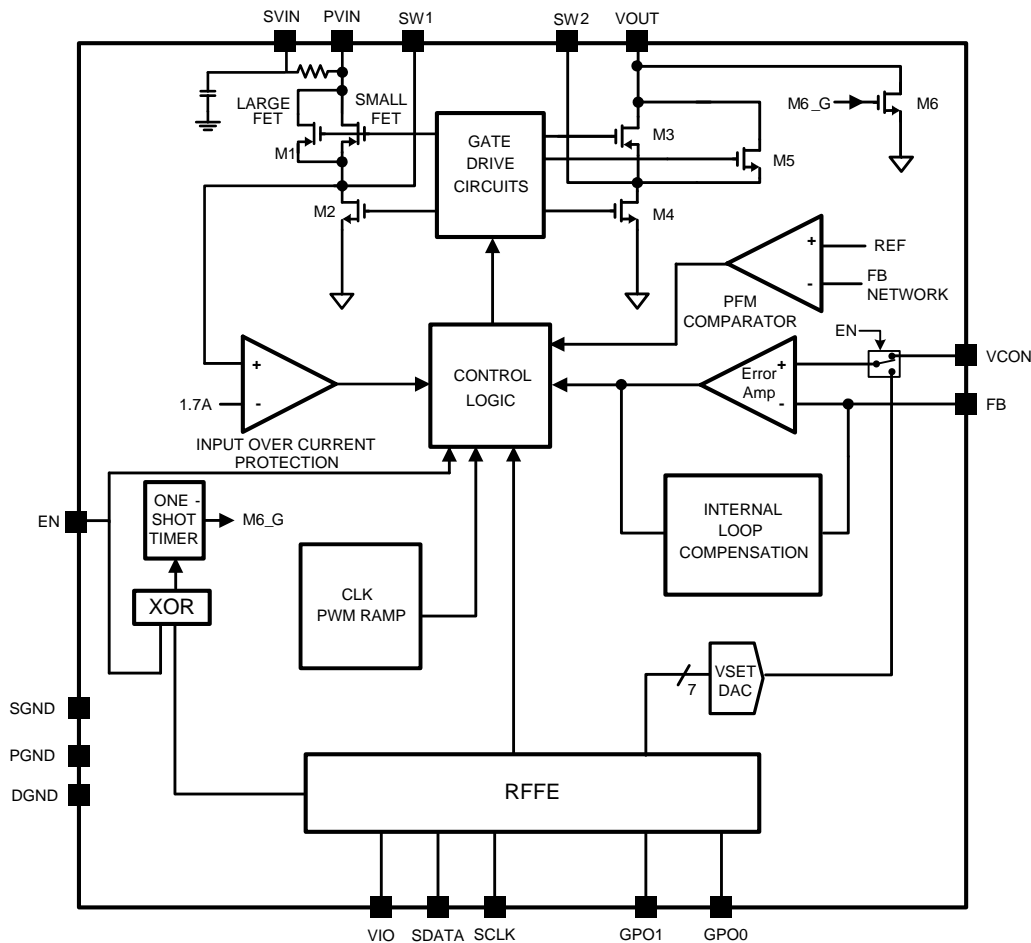 SVIN
PVIN
SW1
SW2
VOUT
LARGE
FET
SMALL
FET
M1
M2
GATE
DRIVE
CIRCUITS
M3
M5
M4
M6_G
M6
REF
FB
NETWORK
PFM
COMPARATOR
EN
VCON
FB
Error
Amp
CONTROL
LOGIC
1.7A
INPUT OVER CURRENT
PROTECTION
EN
ONE -
SHOT
TIMER
M6_G
XOR
CLK
PWM RAMP
INTERNAL
LOOP
COMPENSATION
7
VSET
DAC
SGND
PGND
DGND
RFFE
VIO
SDATA
SCLK
GPO1
GPO0
+
-
+
-
+
-